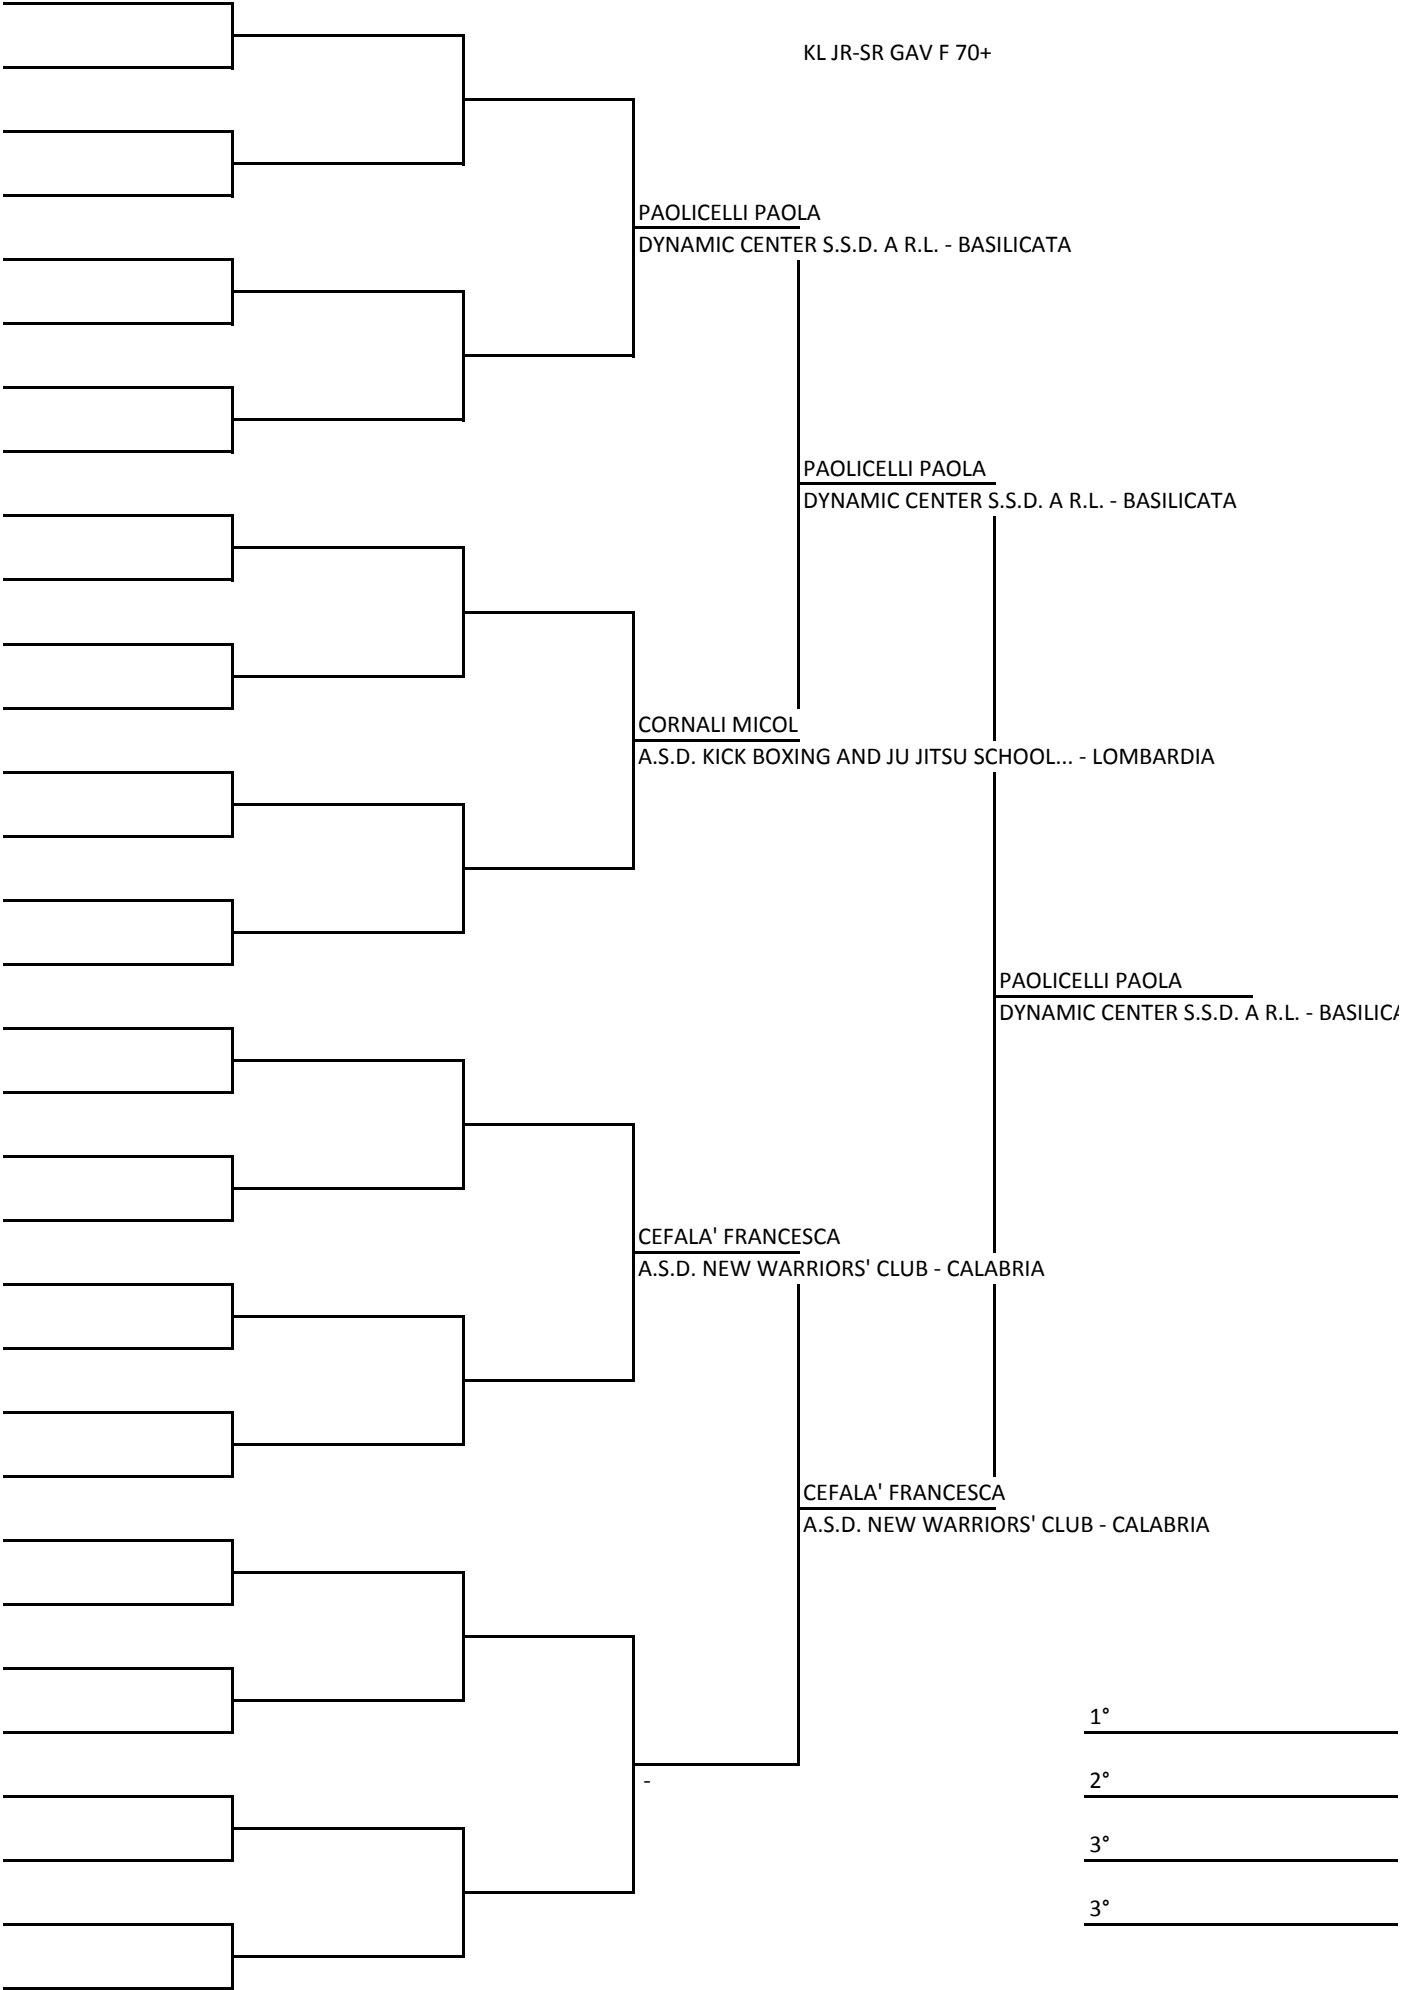 KL JR-SR GAV F 70+
PAOLICELLI PAOLA
DYNAMIC CENTER S.S.D. A R.L. - BASILICATA
PAOLICELLI PAOLA
DYNAMIC CENTER S.S.D. A R.L. - BASILICATA
CORNALI MICOL
A.S.D. KICK BOXING AND JU JITSU SCHOOL... - LOMBARDIA
PAOLICELLI PAOLA
DYNAMIC CENTER S.S.D. A R.L. - BASILICA
CEFALA' FRANCESCA
A.S.D. NEW WARRIORS' CLUB - CALABRIA
CEFALA' FRANCESCA
A.S.D. NEW WARRIORS' CLUB - CALABRIA
1°
-
2°
3°
3°